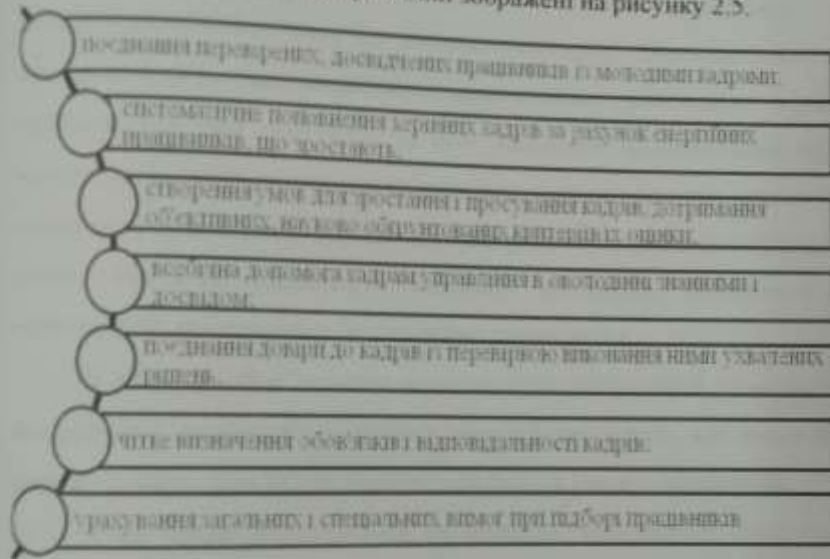 зображені на рисунку 2.5.
поєднання перевірених, досвідчених працівників із молодими кадрами;
систематичне поповнення керівних кадрів за рахунок енергійних
працівників, що зростають;
створення умов для зростання і просування кадрів, дотримання
об'єктивних, науково обґрунтованих критеріїв їх оцінки;
всебічна допомога кадрам управління в оволодінні знаннями і
досвідом;
поєднання довіри до кадрів із перевіркою виконання ними ухвалених
рішень;
чітке визначення обов'язків і відповідальності кадрів;
урахування загальних і спеціальних вимог при підборі працівників